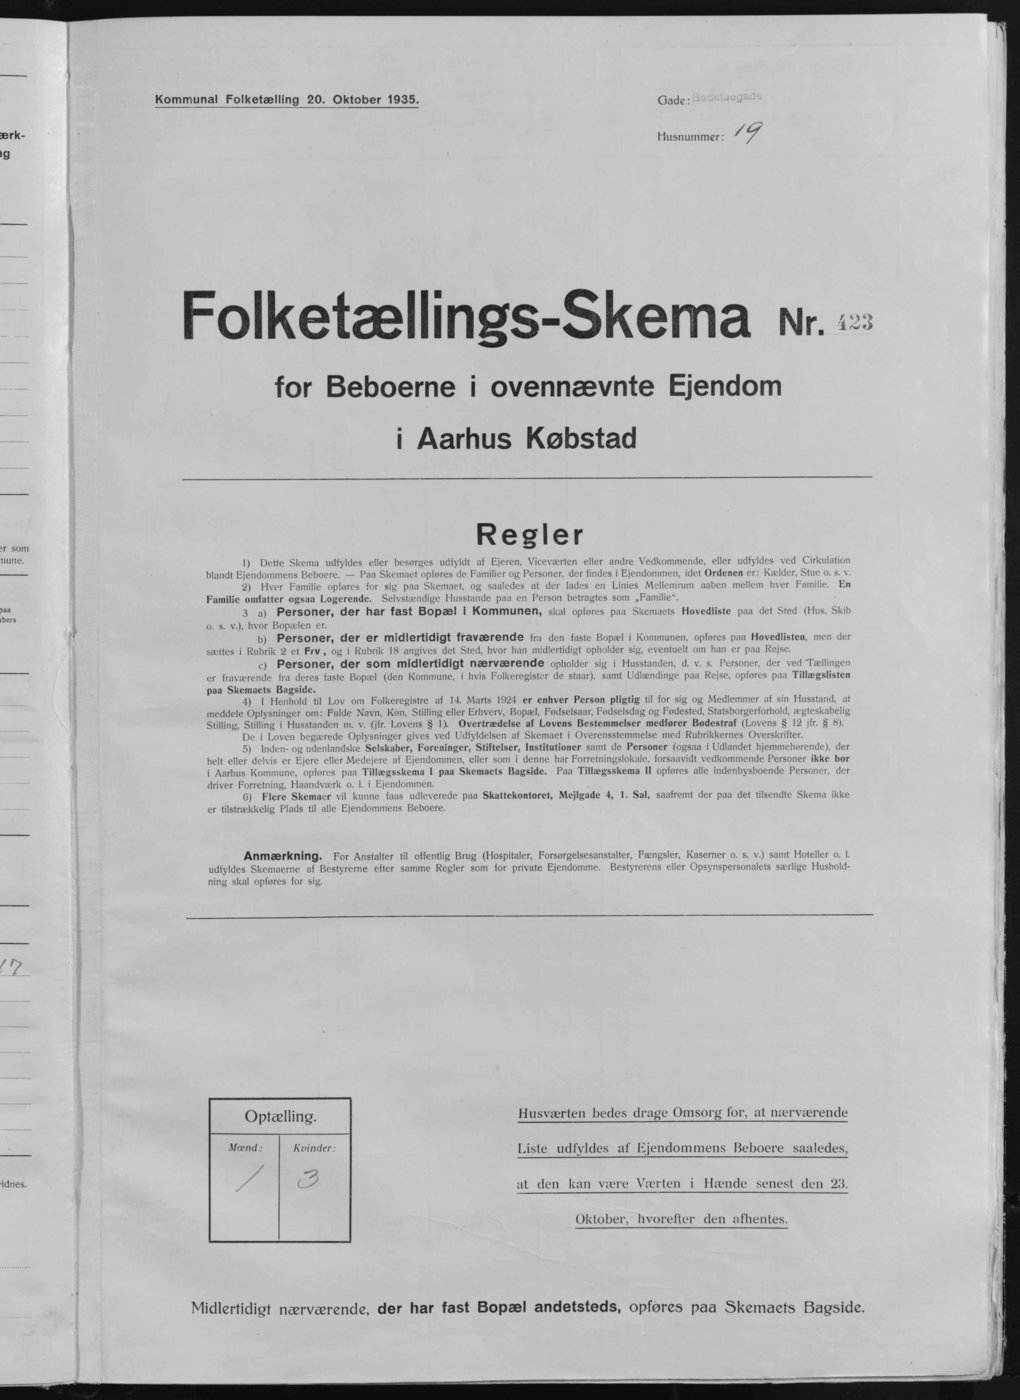 Kommunal Folketælling 20. Oktober 1935.
Gade: Badstuegade
Husnummer: 19
Folketællings-Skema Nr. 423
for Beboerne i ovennævnte Ejendom
i Aarhus Købstad
Regler
1) Dette Skema udfyldes eller besørges udfyldt af Ejeren, Viceværten eller andre Vedkommende, eller udfyldes ved Cirkulation
blandt Ejendommens Beboere. — Paa Skemaet opføres de Familier og Personer, der findes i Ejendommen, idet Ordenen er: Kælder, Stue o. s. v.
2) Hver Familie opføres for sig paa Skemaet, og saaledes at der lades en Linies Mellemrum aaben mellem hver Familie. En
Familie omfatter ogsaa Logerende. Selvstændige Husstande paa en Person betragtes som „Familie“.
3 a) Personer, der har fast Bopæl i Kommunen, skal opføres paa Skemaets Hovedliste paa det Sted (Hus, Skib
o. s. v.), hvor Bopælen er.
b) Personer, der er midlertidigt fraværende fra den faste Bopæl i Kommunen, opføres paa Hovedlisten, men der
sættes i Rubrik 2 et Frv, og i Rubrik 18 angives det Sted, hvor han midlertidigt opholder sig, eventuelt om han er paa Rejse.
c) Personer, der som midlertidigt nærværende opholder sig i Husstanden, d. v. s. Personer, der ved Tællingen
er fraværende fra deres faste Bopæl (den Kommune, i hvis Folkeregister de staar), samt Udlændinge paa Rejse, opføres paa Tillægslisten
paa Skemaets Bagside.
4) I Henhold til Lov om Folkeregistre af 14. Marts 1924 er enhver Person pligtig til for sig og Medlemmer af sin Husstand, at
meddele Oplysninger om: Fulde Navn, Køn, Stilling eller Erhverv, Bopæl, Fødselsaar, Fødselsdag og Fødested, Statsborgerforhold, ægteskabelig
Stilling, Stilling i Husstanden m. v. (jfr. Lovens § 1). Overtrædelse af Lovens Bestemmelser medfører Bødestraf (Lovens § 12 jfr. § 8).
De i Loven begærede Oplysninger gives ved Udfyldelsen af Skemaet i Overensstemmelse med Rubrikkernes Overskrifter.
5) Inden- og udenlandske Selskaber, Foreninger, Stiftelser, Institutioner samt de Personer (ogsaa i Udlandet hjemmehørende), der
helt eller delvis er Ejere eller Medejere af Ejendommen, eller som i denne har Forretningslokale, forsaavidt vedkommende Personer ikke bor
i Aarhus Kommune, opføres paa Tillægsskema I paa Skemaets Bagside. Paa Tillægsskema II opføres alle indenbysboende Personer, der
driver Forretning, Haandværk o. l. i Ejendommen.
6) Flere Skemaer vil kunne faas udleverede paa Skattekontoret, Mejlgade 4, 1. Sal, saafremt der paa det tilsendte Skema ikke
er tilstrækkelig Plads til alle Ejendommens Beboere.
Anmærkning. For Anstalter til offentlig Brug (Hospitaler, Forsørgelsesanstalter, Fængsler, Kaserner o. s. v.) samt Hoteller o. l.
udfyldes Skemaerne af Bestyrerne efter samme Regler som for private Ejendomme. Bestyrerens eller Opsynspersonalets særlige Hushold-
ning skal opføres for sig.
Optælling.
Mænd: Kvinder:
1 3
Husværten bedes drage Omsorg for, at nærværende
Liste udfyldes af Ejendommens Beboere saaledes,
at den kan være Værten i Hænde senest den 23.
Oktober, hvorefter den afhentes.
Midlertidigt nærværende, der har fast Bopæl andetsteds, opføres paa Skemaets Bagside.